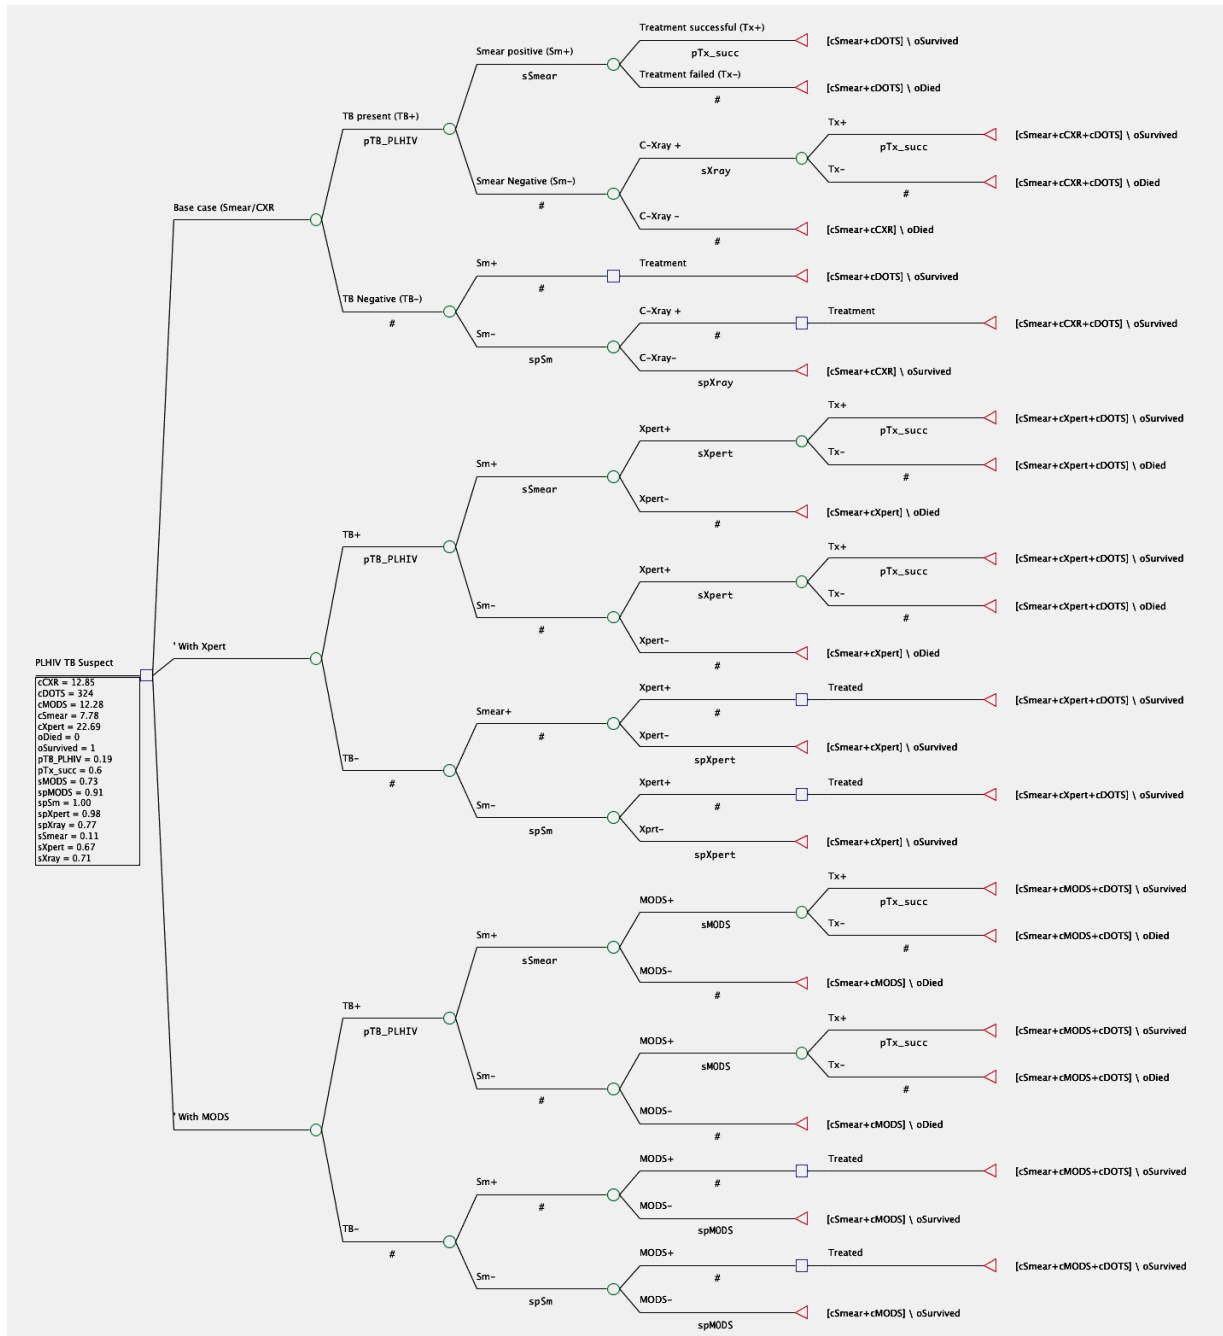 Treatment successful (Tx+)
[cSmear+cDOTS] \ oSurvived
pTx_succ
Smear positive (Sm+)
sSmear
Treatment failed (Tx-)
[cSmear+cDOTS] \ oDied
#
TB present (TB+)
pTB_PLHIV
Tx+
[cSmear+cCXR+cDOTS] \ oSurvived
pTx_succ
C-Xray +
sXray
Tx-
[cSmear+cCXR+cDOTS] \ oDied
#
Smear Negative (Sm-)
#
C-Xray -
[cSmear+cCXR] \ oDied
#
Base case (Smear/CXR
Sm+
#
Treatment
[cSmear+cDOTS] \ oSurvived
TB Negative (TB-)
#
C-Xray +
#
Treatment
[cSmear+cCXR+cDOTS] \ oSurvived
Sm-
spSm
C-Xray-
[cSmear+cCXR] \ oSurvived
spXray
Tx+
[cSmear+cXpert+cDOTS] \ oSurvived
pTx_succ
Xpert+
sXpert
Tx-
[cSmear+cXpert+cDOTS] \ oDied
#
Sm+
sSmear
Xpert-
[cSmear+cXpert] \ oDied
#
TB+
pTB_PLHIV
Tx+
[cSmear+cXpert+cDOTS] \ oSurvived
pTx_succ
Xpert+
sXpert
Tx-
[cSmear+cXpert+cDOTS] \ oDied
#
Sm-
#
Xpert-
[cSmear+cXpert] \ oDied
#
' With Xpert
PLHIV TB Suspect
cCXR = 12.85
cDOTS = 324
cMODS = 12.28
cSmear = 7.78
cXpert = 22.69
oDied = 0
oSurvived = 1
pTB_PLHIV = 0.19
pTx_succ = 0.6
sMODS = 0.73
spMODS = 0.91
spSm = 1.00
spXpert = 0.98
spXray = 0.77
sSmear = 0.11
sXpert = 0.67
sXray = 0.71
Xpert+
#
Treated
[cSmear+cXpert+cDOTS] \ oSurvived
Smear+
#
Xpert-
[cSmear+cXpert] \ oSurvived
spXpert
TB-
#
Xpert+
#
Treated
[cSmear+cXpert+cDOTS] \ oSurvived
Sm-
spSm
Xprt-
[cSmear+cXpert] \ oSurvived
spXpert
Tx+
[cSmear+cMODS+cDOTS] \ oSurvived
pTx_succ
MODS+
sMODS
Tx-
[cSmear+cMODS+cDOTS] \ oDied
#
Sm+
sSmear
MODS-
[cSmear+cMODS] \ oDied
#
TB+
pTB_PLHIV
Tx+
[cSmear+cMODS+cDOTS] \ oSurvived
pTx_succ
MODS+
sMODS
Tx-
[cSmear+cMODS+cDOTS] \ oDied
#
Sm-
#
MODS-
[cSmear+cMODS] \ oDied
#
' With MODS
MODS+
#
Treated
[cSmear+cMODS+cDOTS] \ oSurvived
Sm+
#
MODS-
[cSmear+cMODS] \ oSurvived
spMODS
TB-
#
MODS+
#
Treated
[cSmear+cMODS+cDOTS] \ oSurvived
Sm-
spSm
MODS-
[cSmear+cMODS] \ oSurvived
spMODS